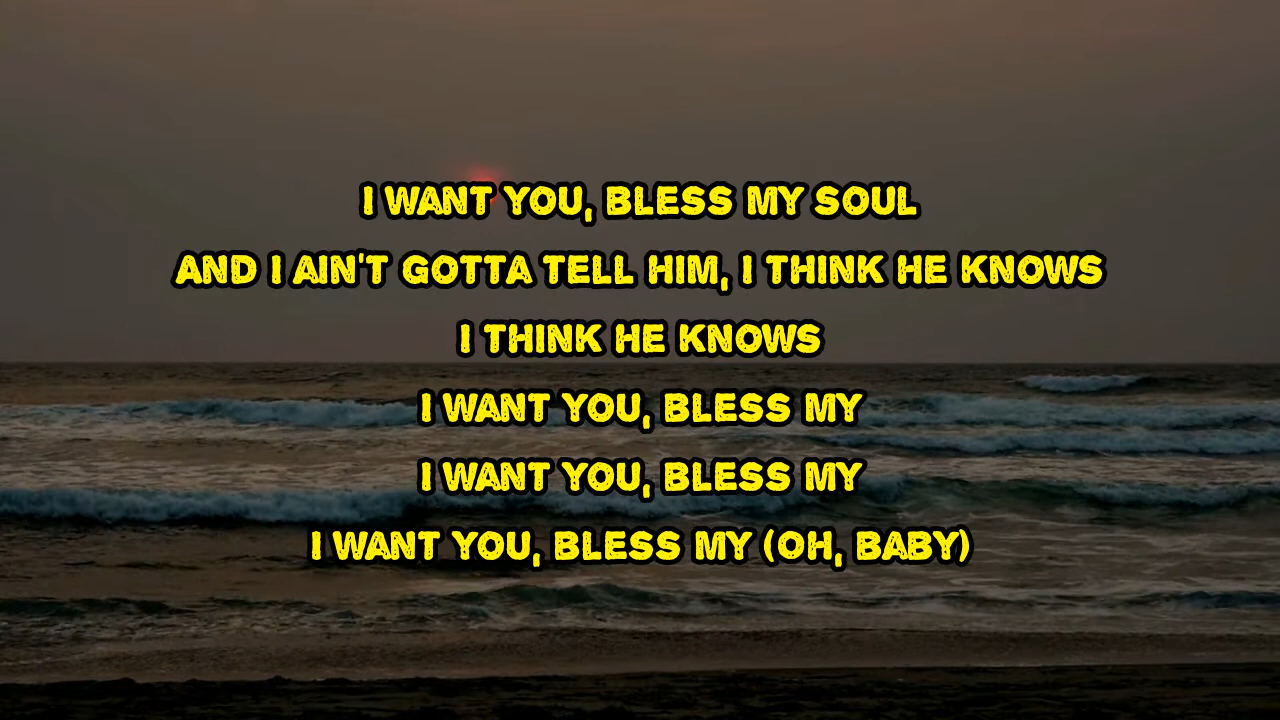 I WANT YOU, BLESS MY SOUL
AND I AIN'T GOTTA TELL HIM, I THINK HE KNOWS
I THINK HE KNOWS
I WANT YOU, BLESS MY
I WANT YOU, BLESS MY
I WANT YOU, BLESS MY (OH, BABY)